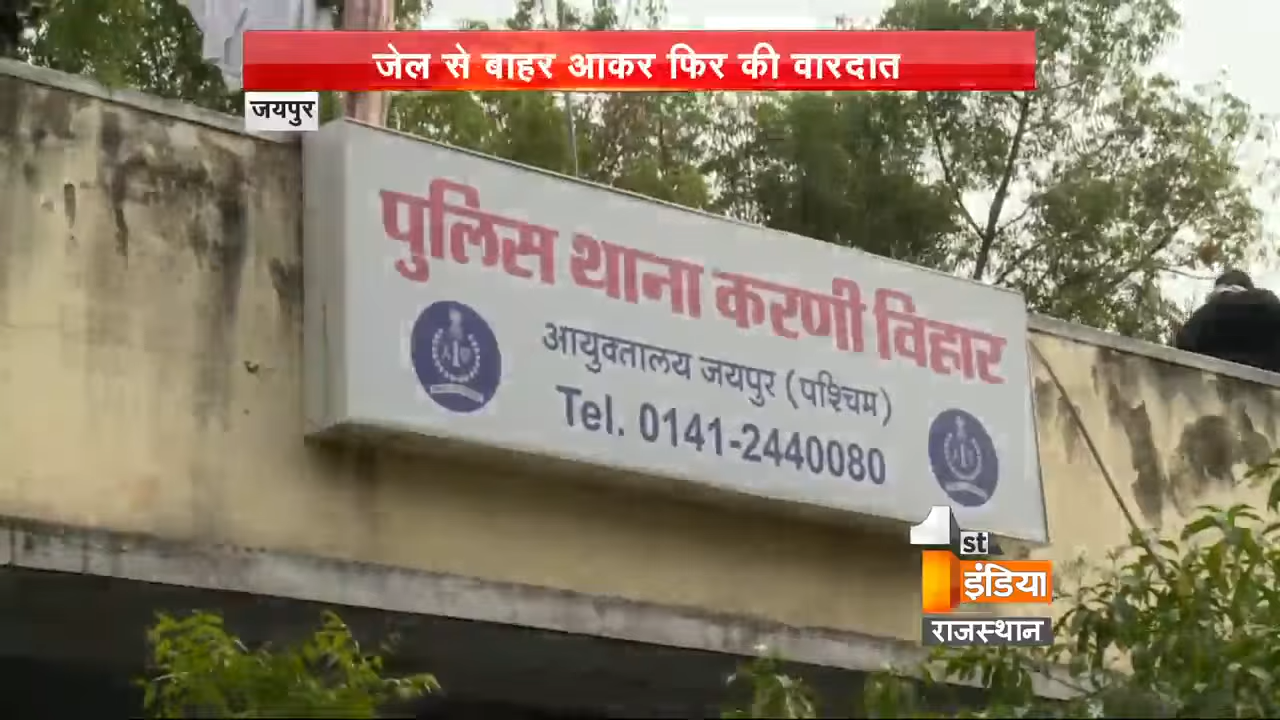 जेल से बाहर आकर फिर की वारदात
जयपुर
पुलिस थाना करणी विहार
आयुक्तालय जयपुर (पश्चिम)
Tel. 0141-2440080
1st
इंडिया
राजस्थान